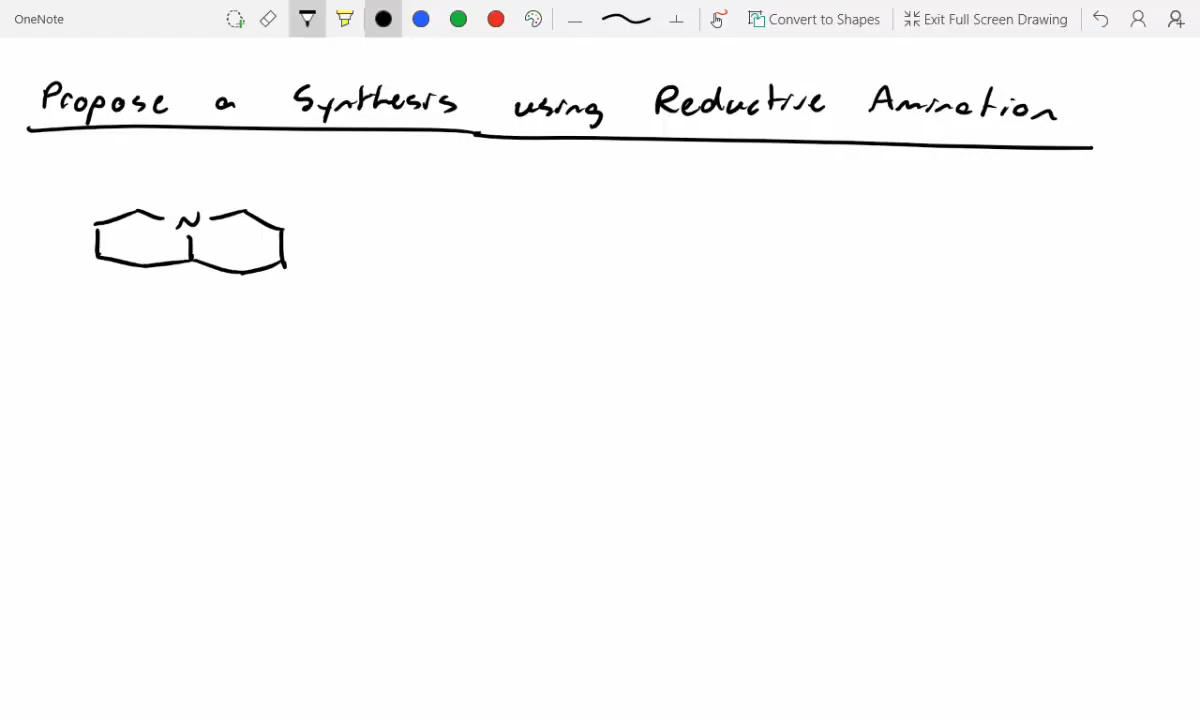 OneNote
Convert to Shapes
Exit Full Screen Drawing
Propose a Synthesis using Reductive Amination
N